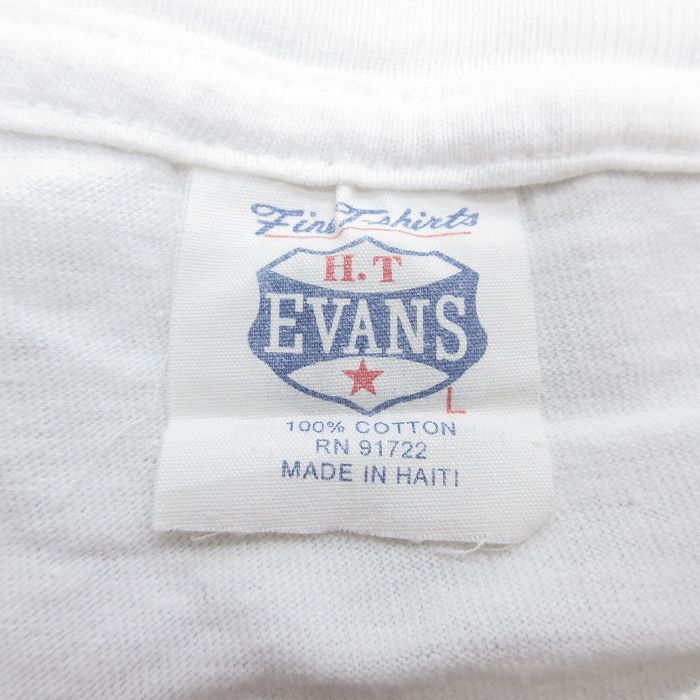 Fine T-shirts
H.T
EVANS
L
100% COTTON
RN 91722
MADE IN HAITI